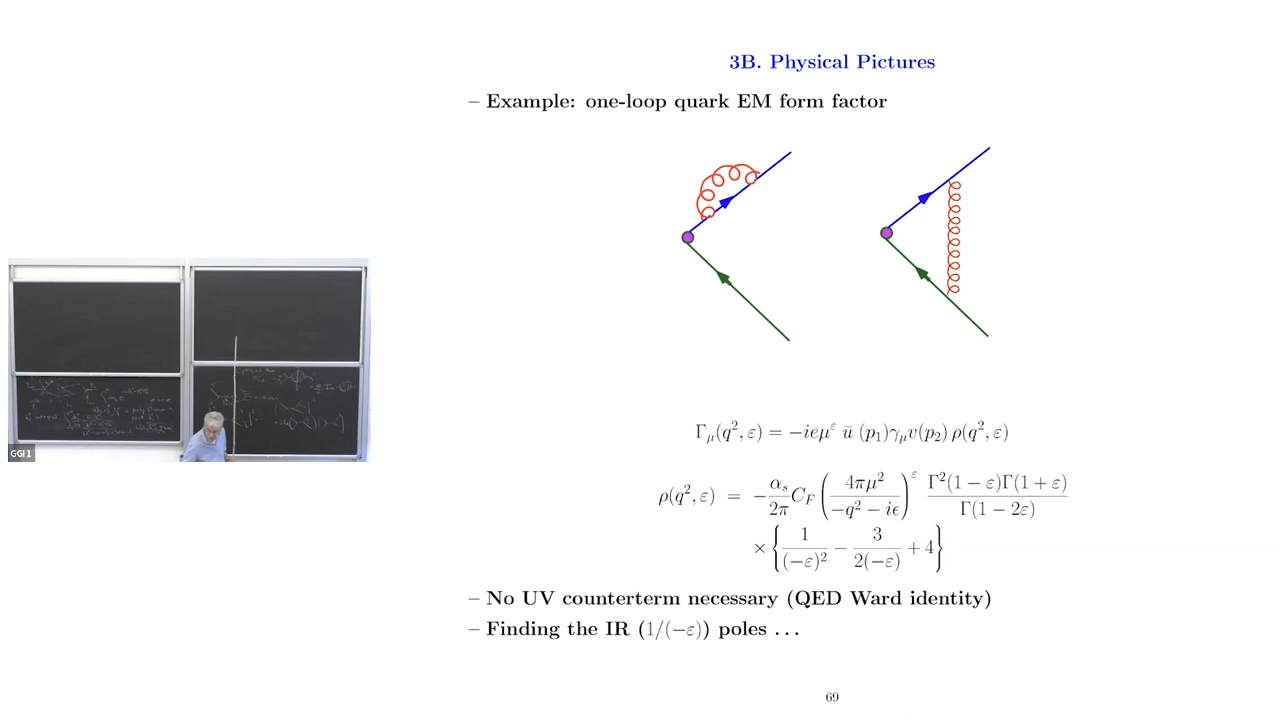 3B. Physical Pictures
– Example: one-loop quark EM form factor
Γ_μ(q², ε) = −ieμ^ε ū (p₁)γ_μ v(p₂) ρ(q², ε)
ρ(q², ε) = −(α_s/2π) C_F (4πμ²/(−q² − iϵ))^ε Γ²(1 − ε)Γ(1 + ε)/Γ(1 − 2ε)
× {1/(−ε)² − 3/(2(−ε)) + 4}
– No UV counterterm necessary (QED Ward identity)
– Finding the IR (1/(−ε)) poles . . .
69
GGI 1